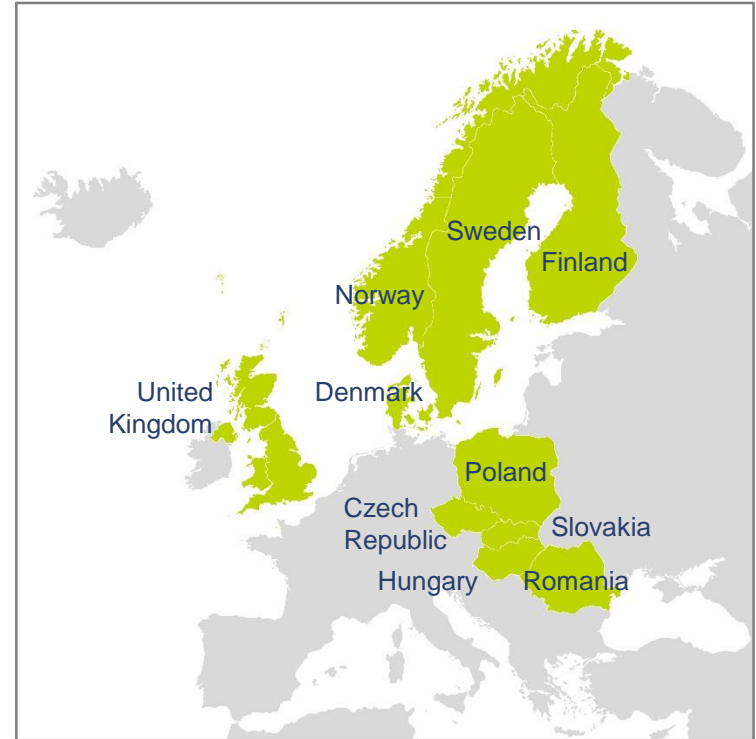 Sweden
Finland
Norway
United
Kingdom
Denmark
Poland
Czech
Republic
Slovakia
Hungary
Romania